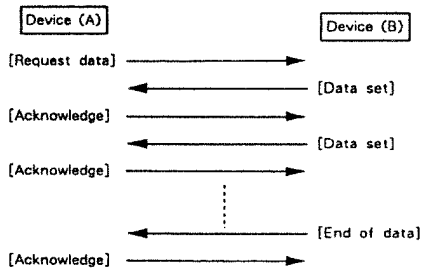 Device (A)
Device (B)
[Request data]
[Data set]
[Acknowledge]
[Data set]
[Acknowledge]
[End of data]
[Acknowledge]